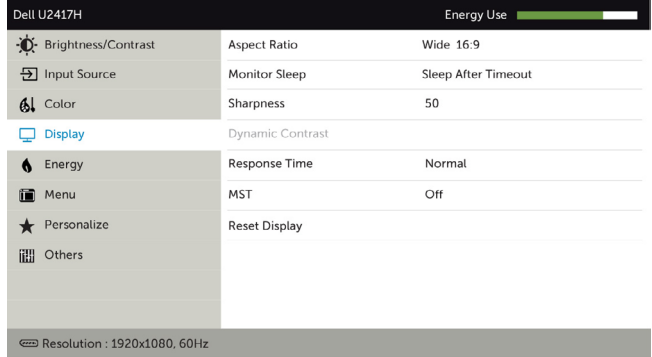 Dell U2417H Energy Use
Brightness/Contrast Aspect Ratio Wide 16:9
Input Source Monitor Sleep Sleep After Timeout
Color Sharpness 50
Display Dynamic Contrast
Energy Response Time Normal
Menu MST Off
Personalize Reset Display
Others
Resolution : 1920x1080, 60Hz